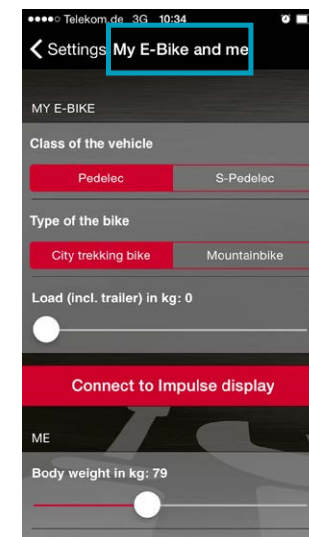 Telekom.de 3G 10:34
Settings My E-Bike and me
MY E-BIKE
Class of the vehicle
Pedelec S-Pedelec
Type of the bike
City trekking bike Mountainbike
Load (incl. trailer) in kg: 0
Connect to Impulse display
ME
Body weight in kg: 79